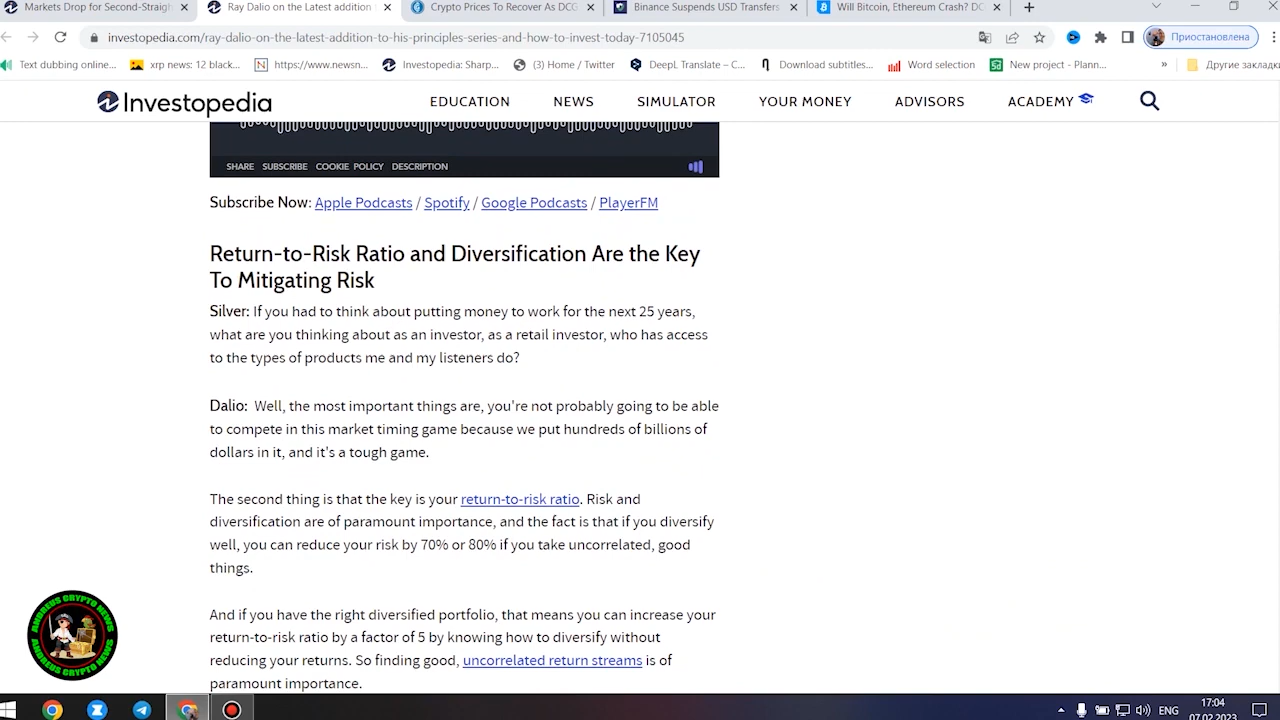 Markets Drop for Second-Straigh
Ray Dalio on the Latest addition
Crypto Prices To Recover As DCG
Binance Suspends USD Transfers
Will Bitcoin, Ethereum Crash? DC
investopedia.com/ray-dalio-on-the-latest-addition-to-his-principles-series-and-how-to-invest-today-7105045
Приостановлена
Text dubbing online...
xrp news: 12 black...
https://www.newsn...
Investopedia: Sharp...
(3) Home / Twitter
DeepL Translate – C...
Download subtitles...
Word selection
New project - Plann...
»
Другие закладки
Investopedia
EDUCATION
NEWS
SIMULATOR
YOUR MONEY
ADVISORS
ACADEMY
SHARE SUBSCRIBE COOKIE POLICY DESCRIPTION
Subscribe Now: Apple Podcasts / Spotify / Google Podcasts / PlayerFM
Return-to-Risk Ratio and Diversification Are the Key
To Mitigating Risk
Silver: If you had to think about putting money to work for the next 25 years,
what are you thinking about as an investor, as a retail investor, who has access
to the types of products me and my listeners do?
Dalio: Well, the most important things are, you're not probably going to be able
to compete in this market timing game because we put hundreds of billions of
dollars in it, and it's a tough game.
The second thing is that the key is your return-to-risk ratio. Risk and
diversification are of paramount importance, and the fact is that if you diversify
well, you can reduce your risk by 70% or 80% if you take uncorrelated, good
things.
And if you have the right diversified portfolio, that means you can increase your
return-to-risk ratio by a factor of 5 by knowing how to diversify without
reducing your returns. So finding good, uncorrelated return streams is of
paramount importance.
ANDREUS CRYPTO NEWS
ANDREUS CRYPTO NEWS
ENG
17:04
07.02.2023